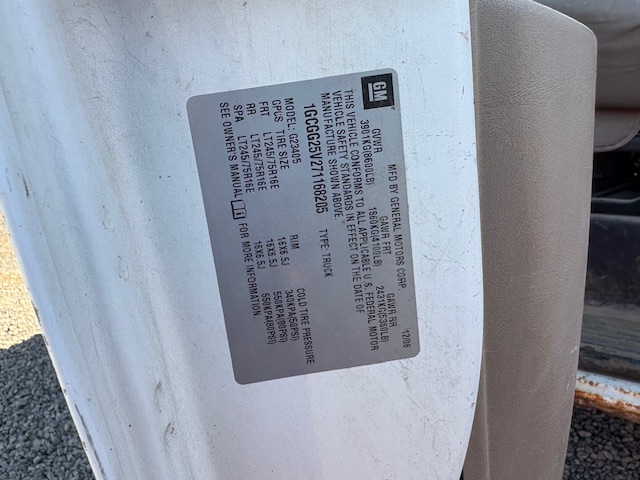 GM
MFD BY GENERAL MOTORS CORP. 12/06
GVWR GAWR FRT GAWR RR
3901KG(8600LB) 1860KG(4100LB) 2431KG(5360LB)
THIS VEHICLE CONFORMS TO ALL APPLICABLE U.S. FEDERAL MOTOR
VEHICLE SAFETY STANDARDS IN EFFECT ON THE DATE OF
MANUFACTURE SHOWN ABOVE.
1GCGG25V271168205 TYPE: TRUCK
MODEL: G23405
GPCS TIRE SIZE RIM COLD TIRE PRESSURE
FRT LT245/75R16E 16X6.5J 340KPA(50PSI)
RR LT245/75R16E 16X6.5J 550KPA(80PSI)
SPA LT245/75R16E 16X6.5J 550KPA(80PSI)
SEE OWNER'S MANUAL FOR MORE INFORMATION